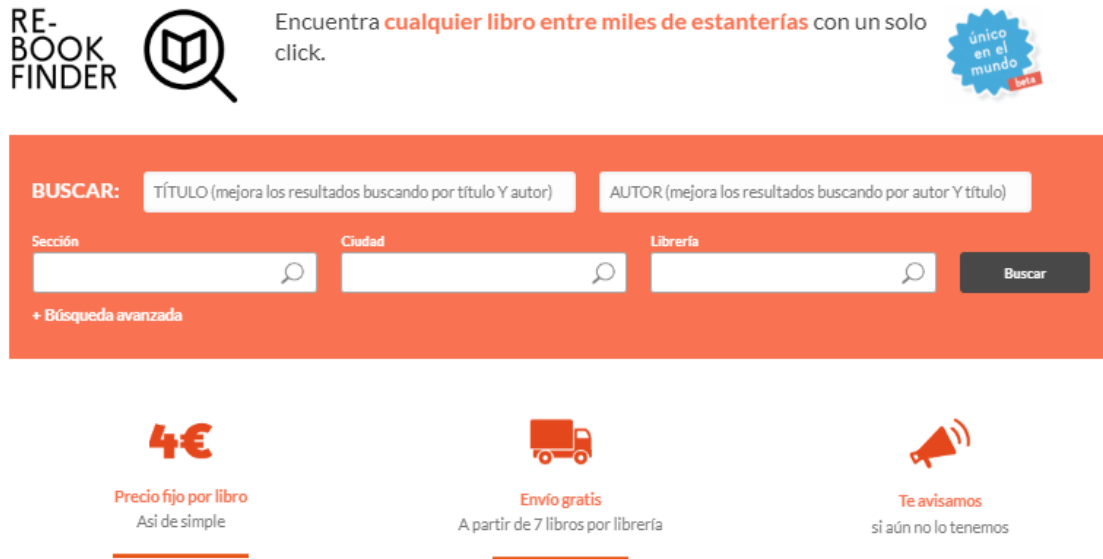 RE-
BOOK
FINDER
Encuentra cualquier libro entre miles de estanterías con un solo
click.
único
en el
mundo
beta
BUSCAR:
TÍTULO (mejora los resultados buscando por título Y autor)
AUTOR (mejora los resultados buscando por autor Y título)
Sección
Ciudad
Librería
Buscar
+ Búsqueda avanzada
4€
Precio fijo por libro
Asi de simple
Envío gratis
A partir de 7 libros por librería
Te avisamos
si aún no lo tenemos